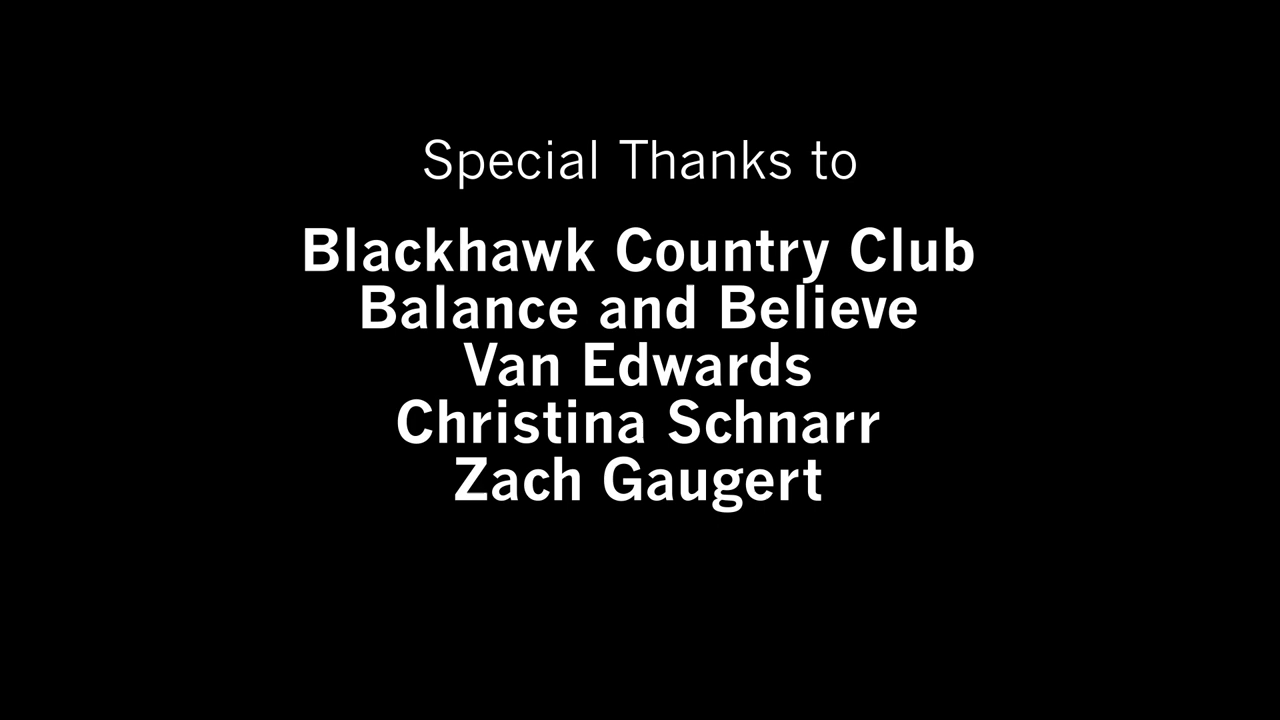 Special Thanks to
Blackhawk Country Club
Balance and Believe
Van Edwards
Christina Schnarr
Zach Gaugert